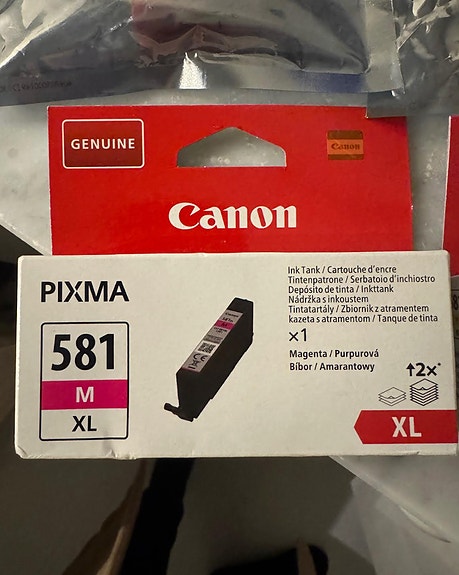 GENUINE
Canon
Canon
PIXMA
581
M
XL
Ink Tank / Cartouche d'encre
Tintenpatrone / Serbatoio d'inchiostro
Depósito de tinta / Inkttank
Nádržka s inkoustem
Tintatartály / Zbiornik z atramentem
kazeta s atramentom / Tanque de tinta
×1
Magenta / Purpurová
Bíbor / Amarantowy
↑2×*
XL
M